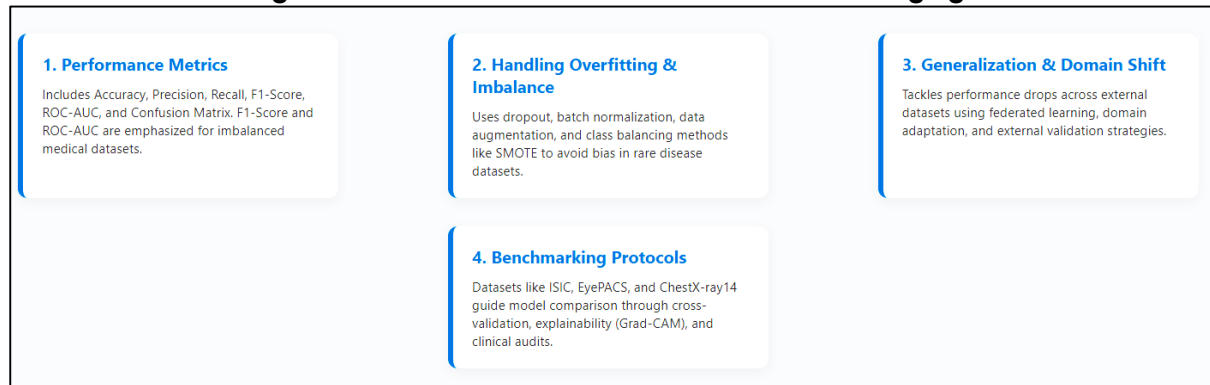 1. Performance Metrics
Includes Accuracy, Precision, Recall, F1-Score,
ROC-AUC, and Confusion Matrix. F1-Score and
ROC-AUC are emphasized for imbalanced
medical datasets.
2. Handling Overfitting &
Imbalance
Uses dropout, batch normalization, data
augmentation, and class balancing methods
like SMOTE to avoid bias in rare disease
datasets.
3. Generalization & Domain Shift
Tackles performance drops across external
datasets using federated learning, domain
adaptation, and external validation strategies.
4. Benchmarking Protocols
Datasets like ISIC, EyePACS, and ChestX-ray14
guide model comparison through cross-
validation, explainability (Grad-CAM), and
clinical audits.